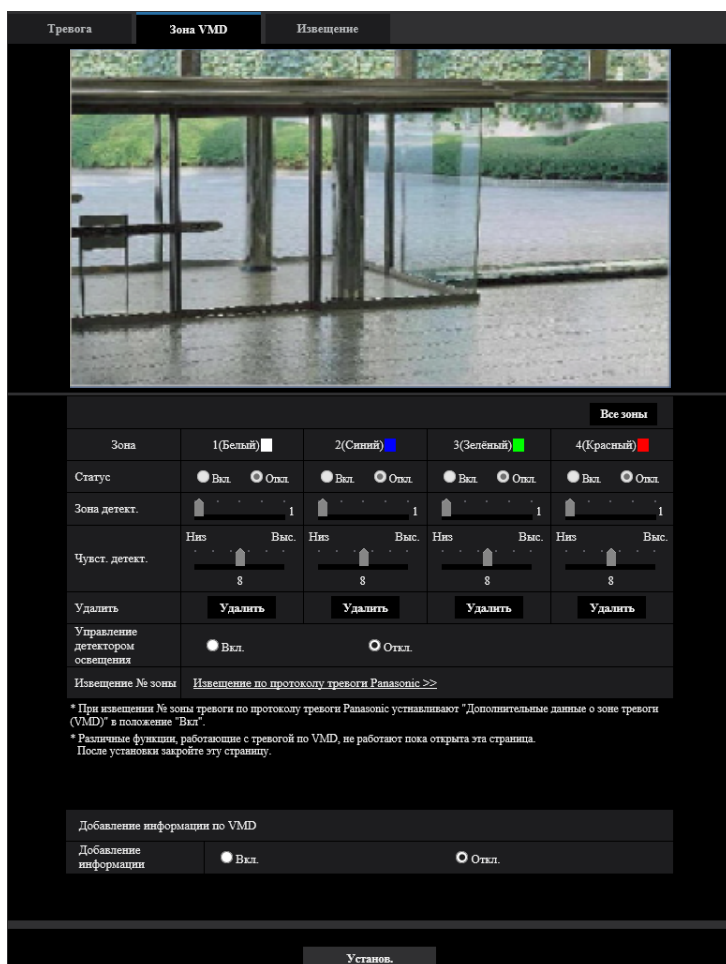 Тревога Зона VMD Извещение
Все зоны
Зона 1(Белый) 2(Синий) 3(Зелёный) 4(Красный)
Статус Вкл. Откл. Вкл. Откл. Вкл. Откл. Вкл. Откл.
Зона детект. 1 1 1 1
Низ Выс. Низ Выс. Низ Выс. Низ Выс.
Чувст. детект.
8 8 8 8
Удалить Удалить Удалить Удалить Удалить
Управление
детектором
освещения
Вкл. Откл.
Извещение № зоны Извещение по протоколу тревоги Panasonic >>
* При извещении № зоны тревоги по протоколу тревоги Panasonic устнавливают "Дополнительные
данные о зоне тревоги
(VMD)" в положение "Вкл".
* Различные функции, работающие с тревогой по VMD, не работают пока открыта эта страница.
После установки закройте эту страницу.
Добавление информации по VMD
Добавление
информации
Вкл. Откл.
Установ.